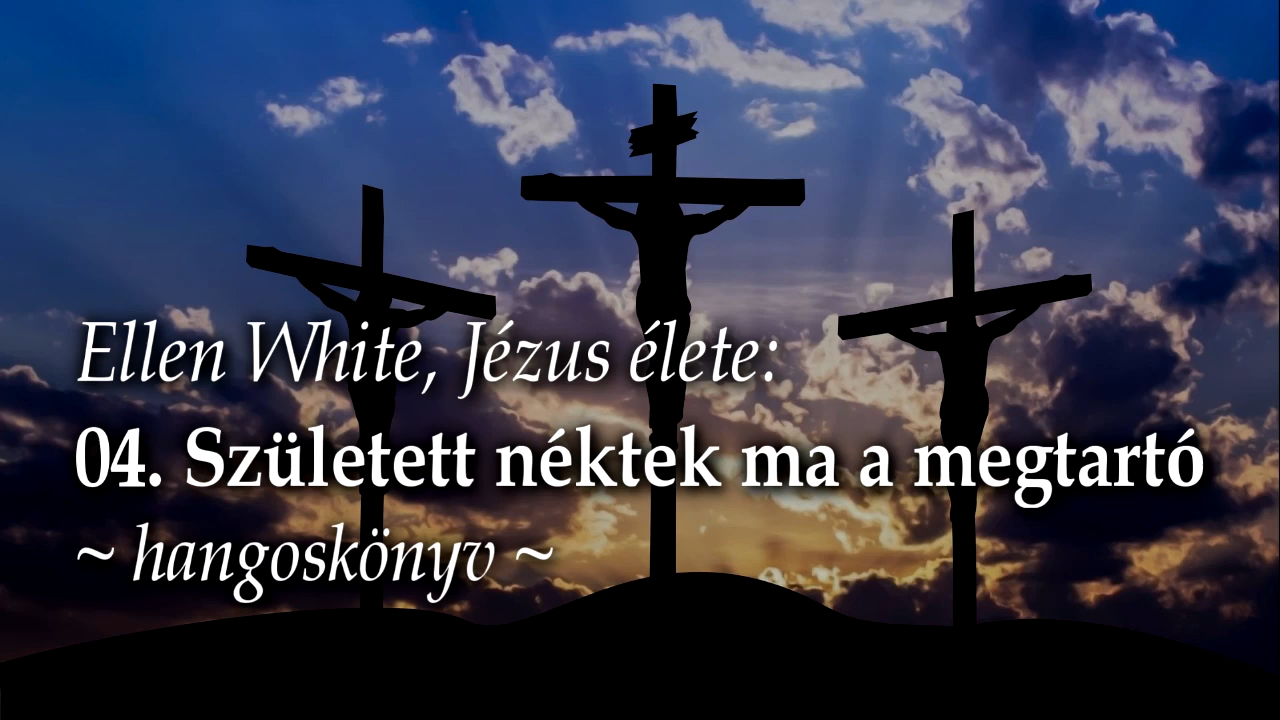 Ellen White, Jézus élete:
04. Született néktek ma a megtartó
~ hangoskönyv ~